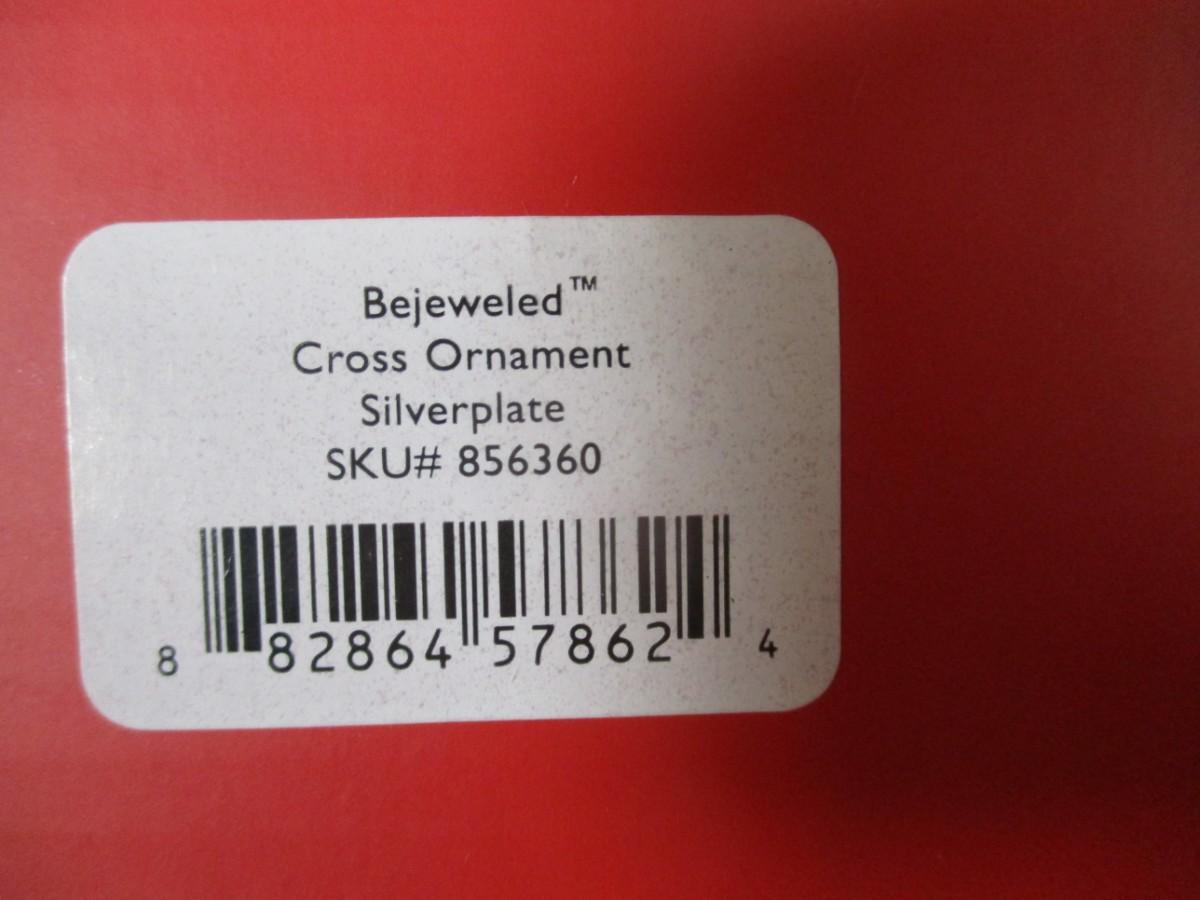 Bejeweled™
Cross Ornament
Silverplate
SKU# 856360
8 82864 57862 4